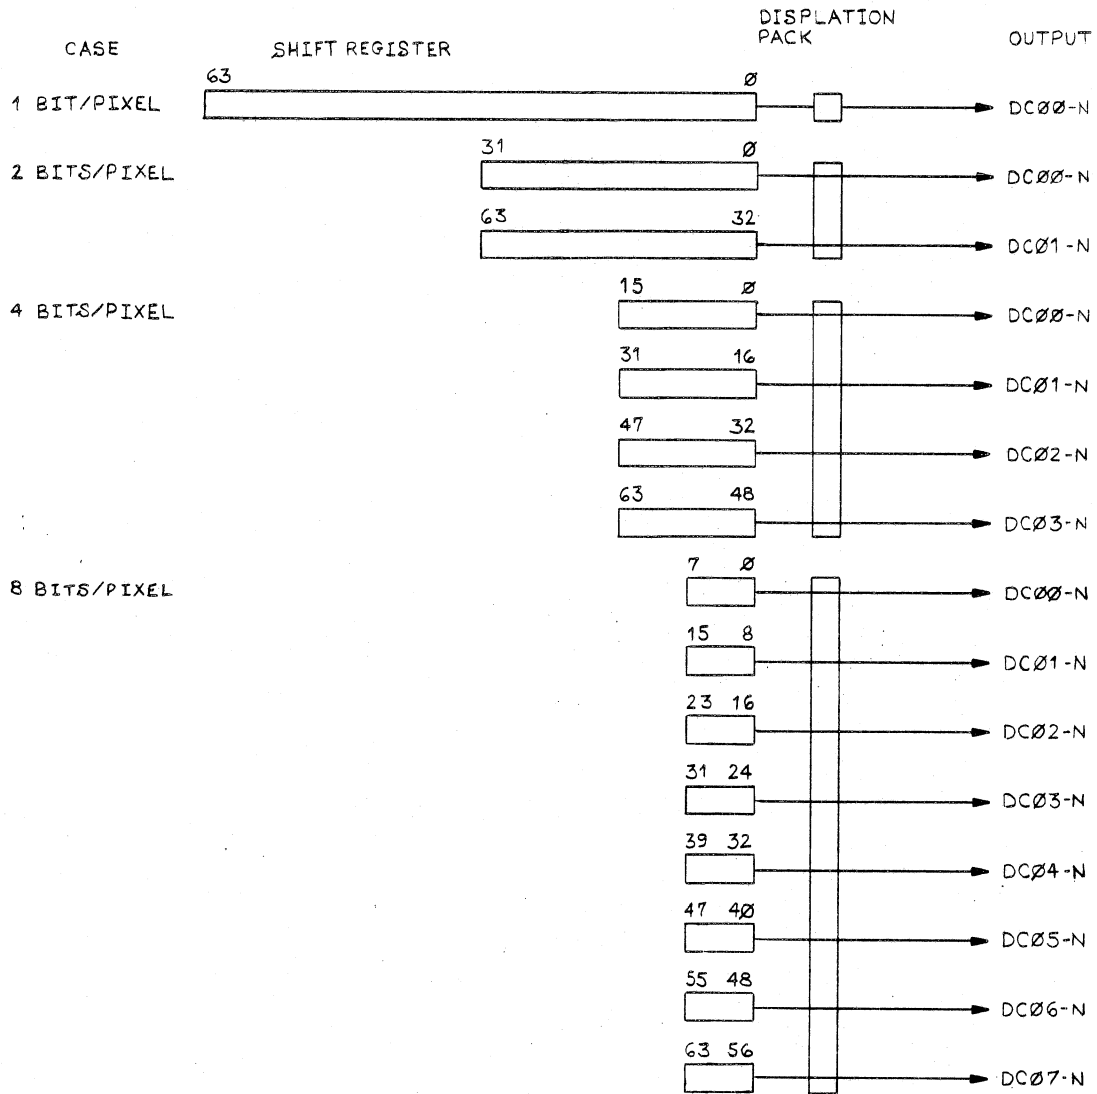 DISPLATION
CASE SHIFT REGISTER PACK OUTPUT
63 Ø
1 BIT/PIXEL DCØØ-N
31 Ø
2 BITS/PIXEL DCØØ-N
63 32
DCØ1-N
15 Ø
4 BITS/PIXEL DCØØ-N
31 16
DCØ1-N
47 32
DCØ2-N
63 48
DCØ3-N
7 Ø
8 BITS/PIXEL DCØØ-N
15 8
DCØ1-N
23 16
DCØ2-N
31 24
DCØ3-N
39 32
DCØ4-N
47 4Ø
DCØ5-N
55 48
DCØ6-N
63 56
DCØ7-N